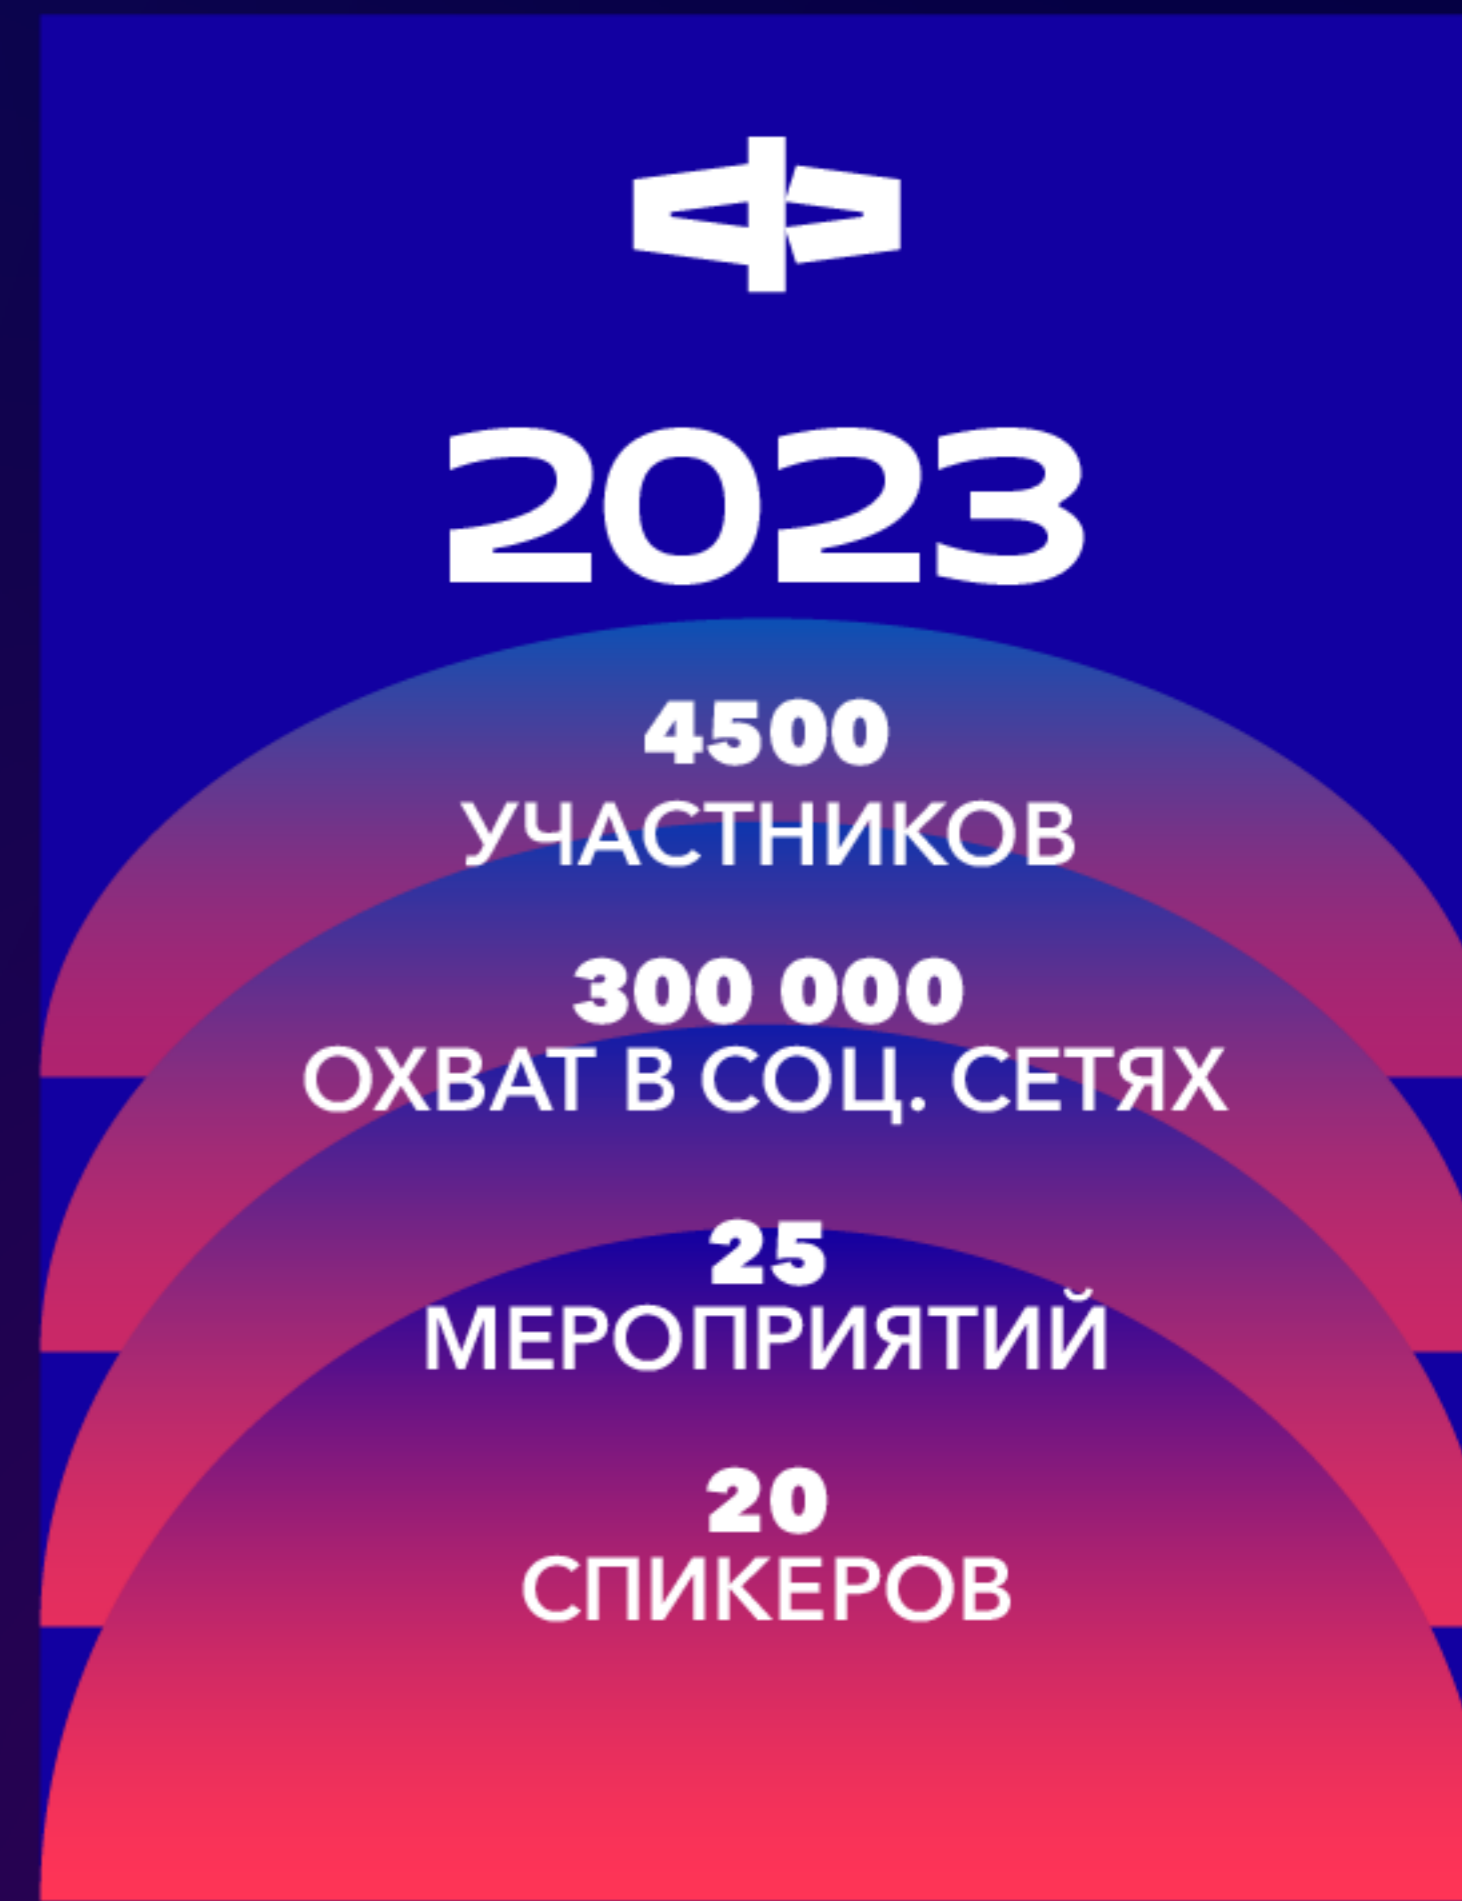 2023
4500
УЧАСТНИКОВ
300 000
ОХВАТ В СОЦ. СЕТЯХ
25
МЕРОПРИЯТИЙ
20
СПИКЕРОВ